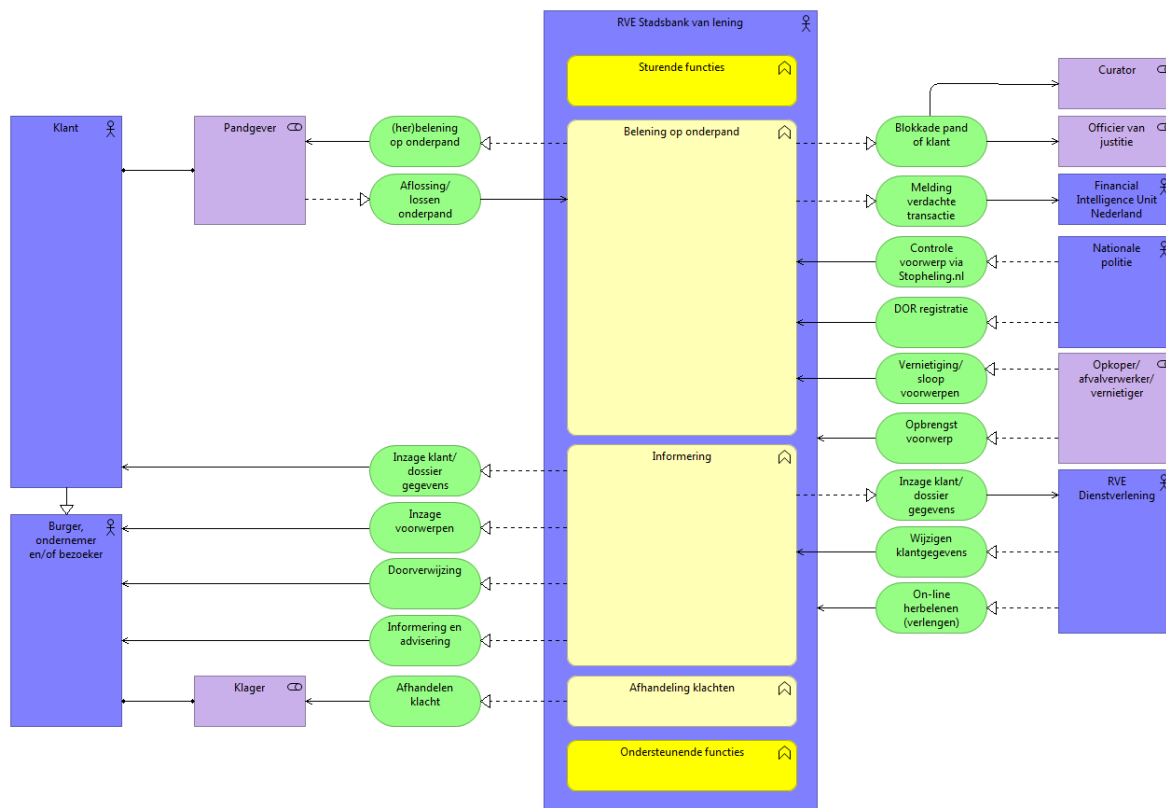 RVE Stadsbank van lening
Sturende functies
Klant
Pandgever
(her)belening
op onderpand
Aflossing/
lossen
onderpand
Belening op onderpand
Blokkade pand
of klant
Curator
Officier van
justitie
Melding
verdachte
transactie
Financial
Intelligence Unit
Nederland
Controle
voorwerp via
Stopheling.nl
Nationale
politie
DOR registratie
Vernietiging/
sloop
voorwerpen
Opkoper/
afvalverwerker/
vernietiger
Opbrengst
voorwerp
Inzage klant/
dossier
gegevens
Informering
Inzage klant/
dossier
gegevens
RVE
Dienstverlening
Burger,
ondernemer
en/of bezoeker
Inzage
voorwerpen
Wijzigen
klantgegevens
Doorverwijzing
On-line
herbelenen
(verlengen)
Informering en
advisering
Klager
Afhandelen
klacht
Afhandeling klachten
Ondersteunende functies